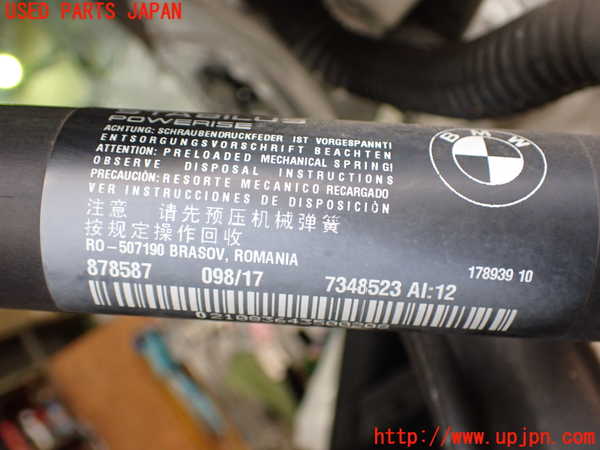 USED PARTS JAPAN
STABILUS
POWERISE
ACHTUNG: SCHRAUBENDRUCKFEDER IST VORGESPANNT!
ENTSORGUNGSVORSCHRIFT BEACHTEN
ATTENTION: PRELOADED MECHANICAL SPRING!
OBSERVE DISPOSAL INSTRUCTIONS
PRECAUCIÓN: RESORTE MECANICO RECARGADO
VER INSTRUCCIONES DE DISPOSICIÓN
注意 请先预压机械弹簧
按规定操作回收
RO-507190 BRASOV, ROMANIA
878587 098/17 7348523 AI:12
178939 10
BMW
http://www.upjpn.com/